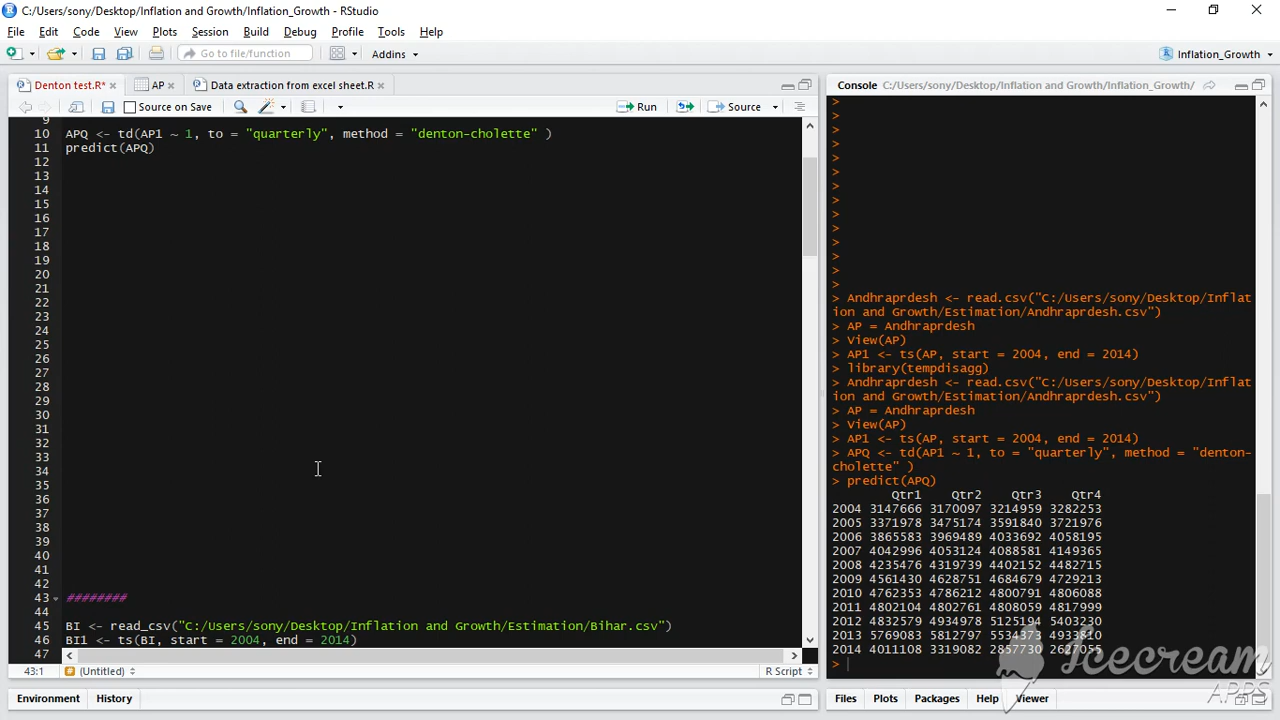 C:/Users/sony/Desktop/Inflation and Growth/Inflation_Growth - RStudio
File Edit Code View Plots Session Build Debug Profile Tools Help
Go to file/function Addins Inflation_Growth
Denton test.R* AP Data extraction from excel sheet.R
Source on Save Run Source
9
10 APQ <- td(AP1 ~ 1, to = "quarterly", method = "denton-cholette" )
11 predict(APQ)
12
13
14
15
16
17
18
19
20
21
22
23
24
25
26
27
28
29
30
31
32
33
34
35
36
37
38
39
40
41
42
43 ########
44
45 BI <- read_csv("C:/Users/sony/Desktop/Inflation and Growth/Estimation/Bihar.csv")
46 BI1 <- ts(BI, start = 2004, end = 2014)
47
43:1 (Untitled) R Script
Environment History
Console C:/Users/sony/Desktop/Inflation and Growth/Inflation_Growth/
>
>
>
>
>
>
>
>
>
>
>
>
>
>
> Andhraprdesh <- read.csv("C:/Users/sony/Desktop/Inflat
ion and Growth/Estimation/Andhraprdesh.csv")
> AP = Andhraprdesh
> View(AP)
> AP1 <- ts(AP, start = 2004, end = 2014)
> library(tempdisagg)
> Andhraprdesh <- read.csv("C:/Users/sony/Desktop/Inflat
ion and Growth/Estimation/Andhraprdesh.csv")
> AP = Andhraprdesh
> View(AP)
> AP1 <- ts(AP, start = 2004, end = 2014)
> APQ <- td(AP1 ~ 1, to = "quarterly", method = "denton-
cholette" )
> predict(APQ)
Qtr1 Qtr2 Qtr3 Qtr4
2004 3147666 3170097 3214959 3282253
2005 3371978 3475174 3591840 3721976
2006 3865583 3969489 4033692 4058195
2007 4042996 4053124 4088581 4149365
2008 4235476 4319739 4402152 4482715
2009 4561430 4628751 4684679 4729213
2010 4762353 4786212 4800791 4806088
2011 4802104 4802761 4808059 4817999
2012 4832579 4934978 5125194 5403230
2013 5769083 5812797 5534373 4933810
2014 4011108 3319082 2857730 2627055
>
Files Plots Packages Help Viewer
Icecream
APPS